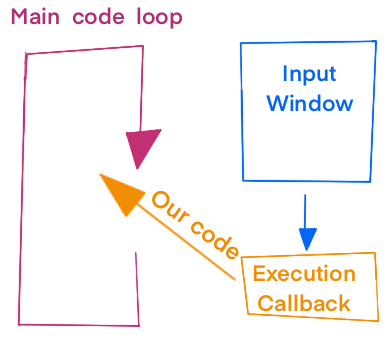 Main code loop
Input
Window
Our code
Execution
Callback